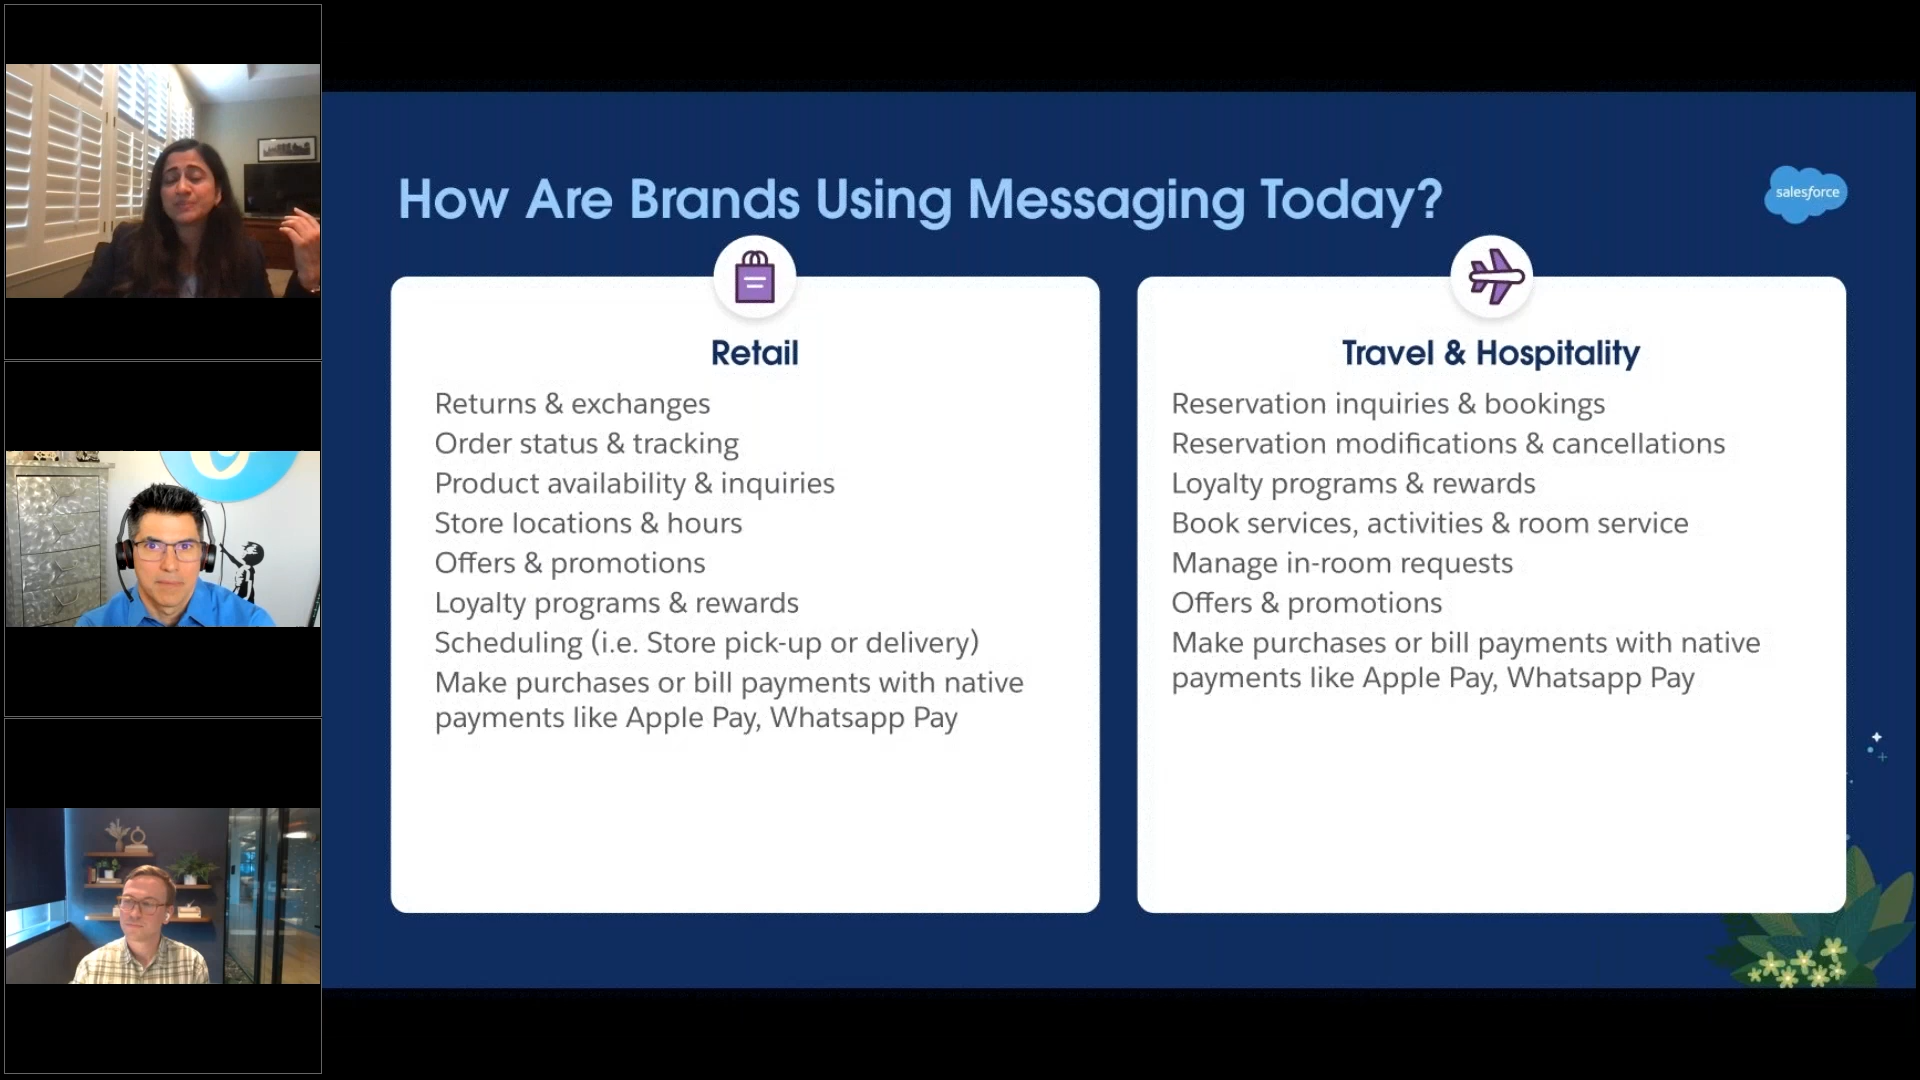 How Are Brands Using Messaging Today?
salesforce
Retail
Returns & exchanges
Order status & tracking
Product availability & inquiries
Store locations & hours
Offers & promotions
Loyalty programs & rewards
Scheduling (i.e. Store pick-up or delivery)
Make purchases or bill payments with native
payments like Apple Pay, Whatsapp Pay
Travel & Hospitality
Reservation inquiries & bookings
Reservation modifications & cancellations
Loyalty programs & rewards
Book services, activities & room service
Manage in-room requests
Offers & promotions
Make purchases or bill payments with native
payments like Apple Pay, Whatsapp Pay